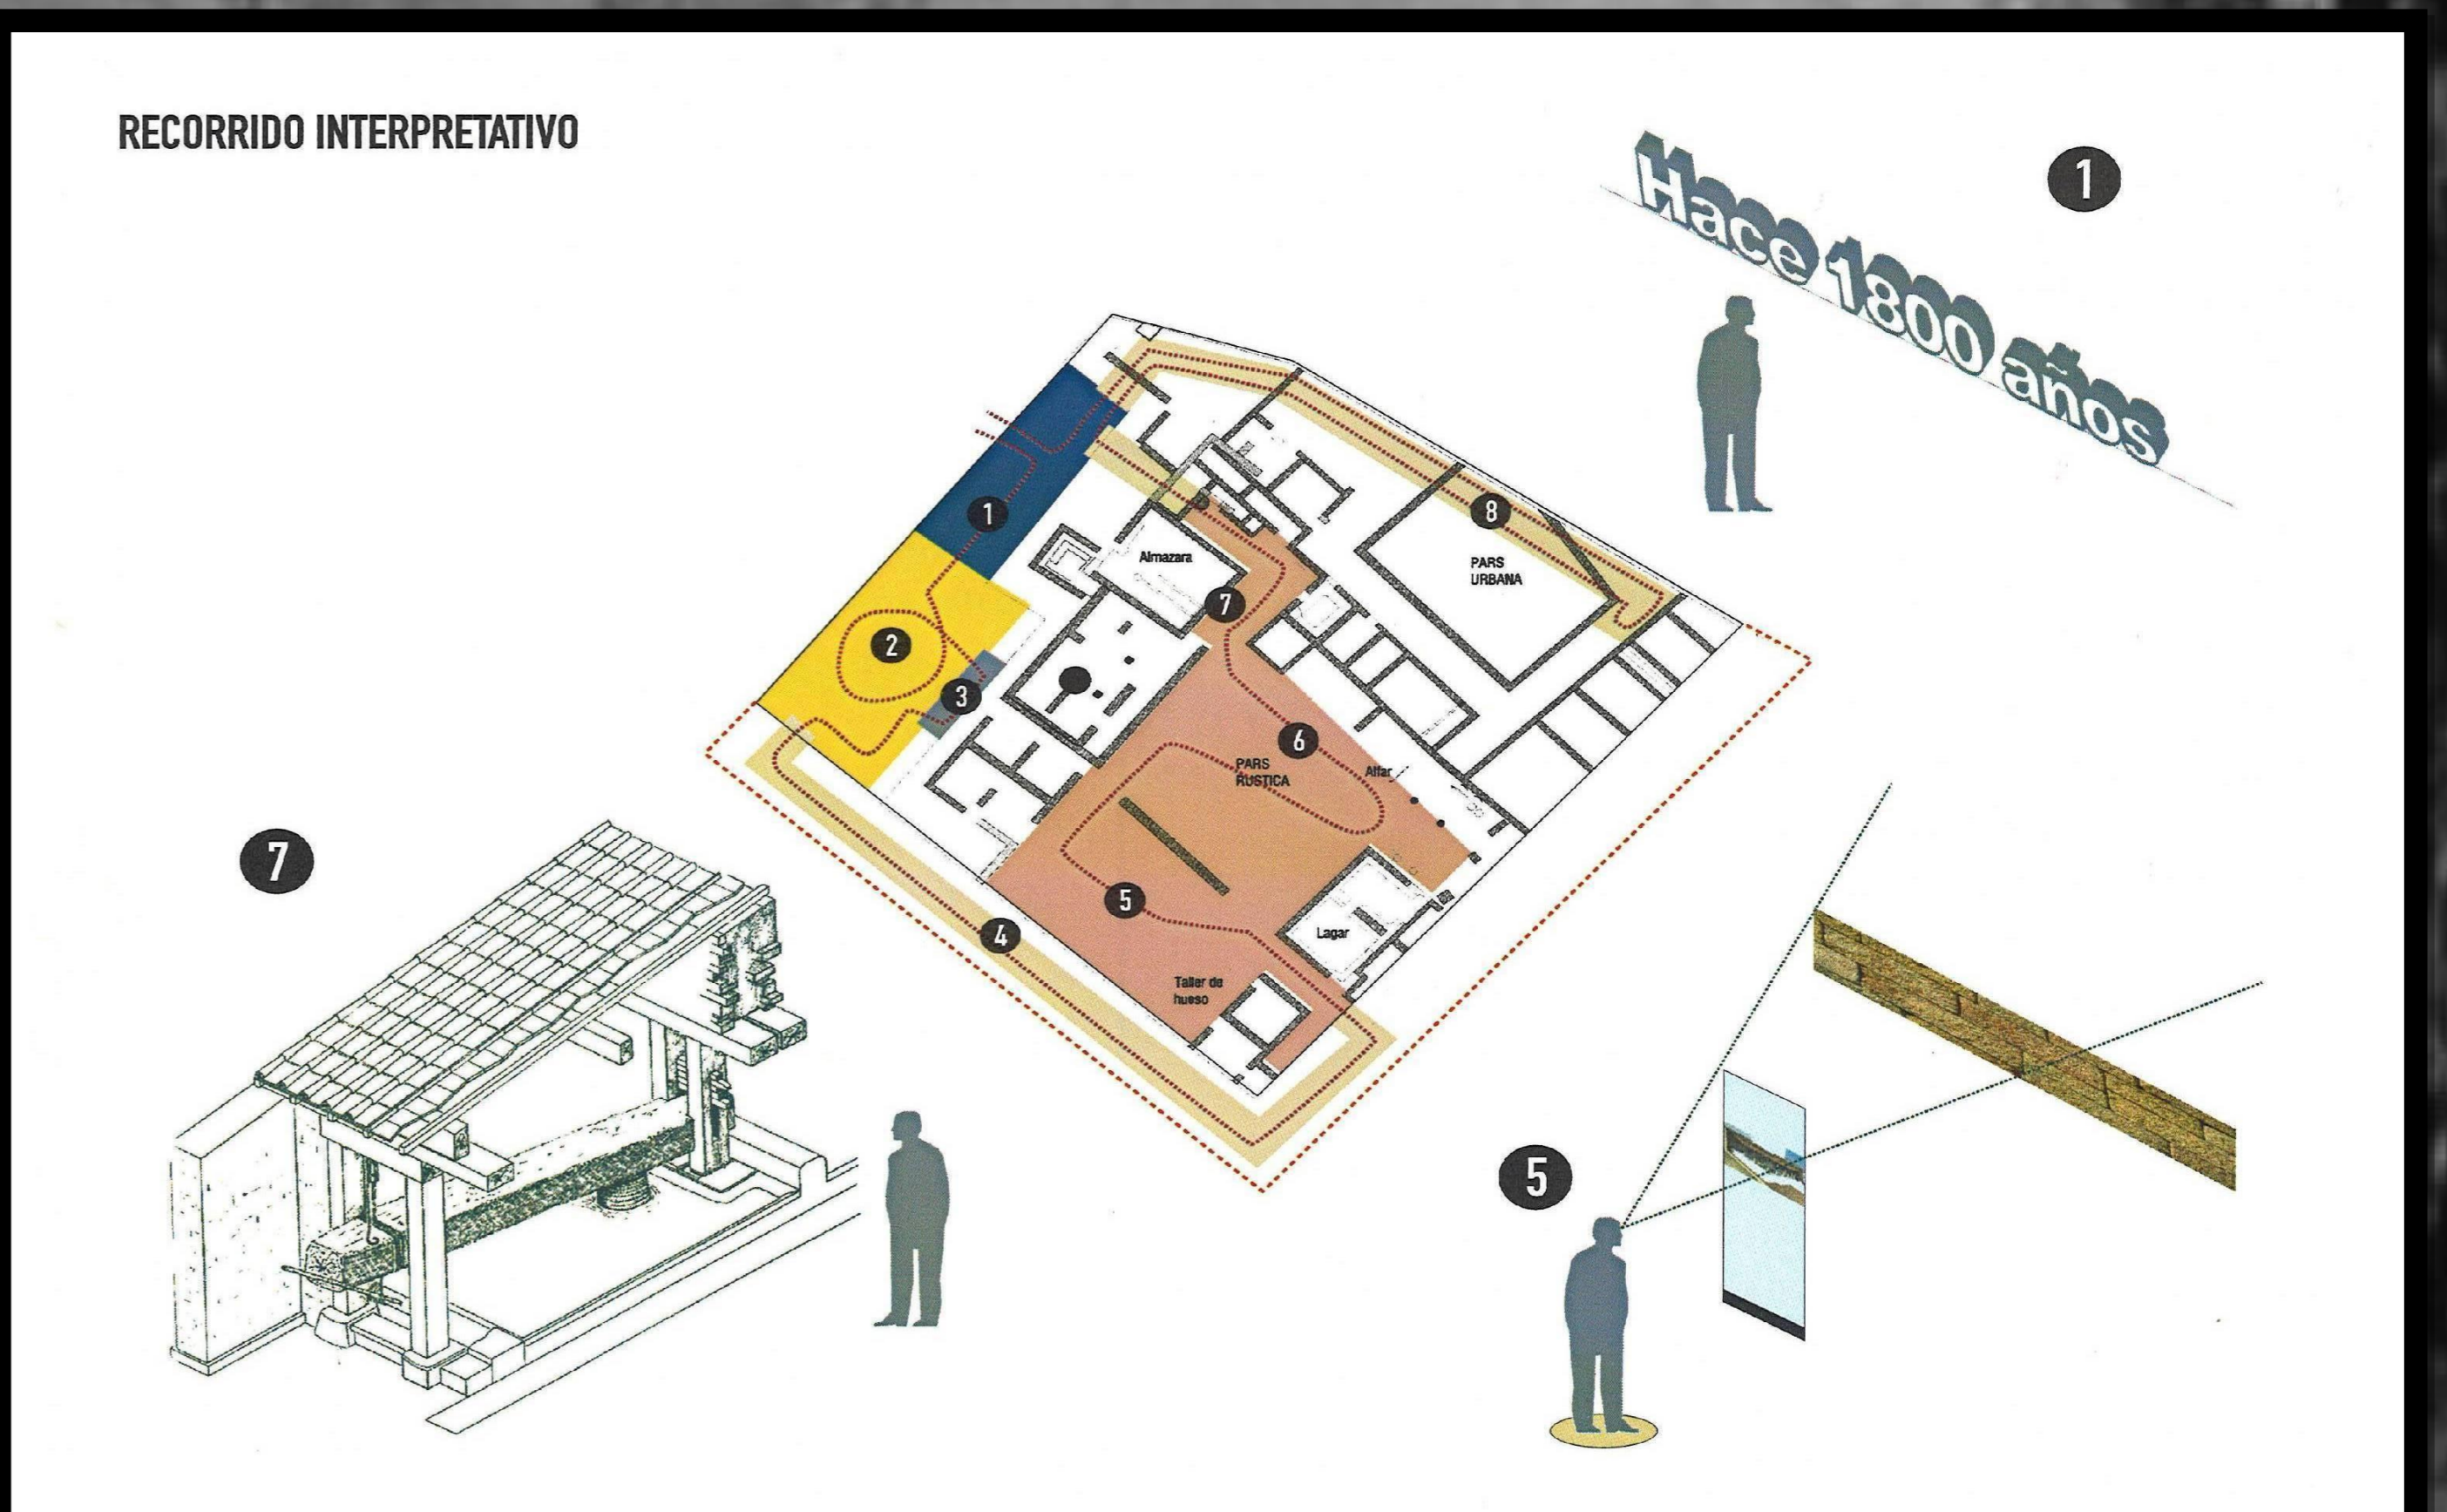 RECORRIDO INTERPRETATIVO
1
Hace 1800 años
1
8
Almazara
PARS
URBANA
7
2
3
6
PARS
RUSTICA
Alfar
7
5
4
Lagar
Taller de
hueso
5